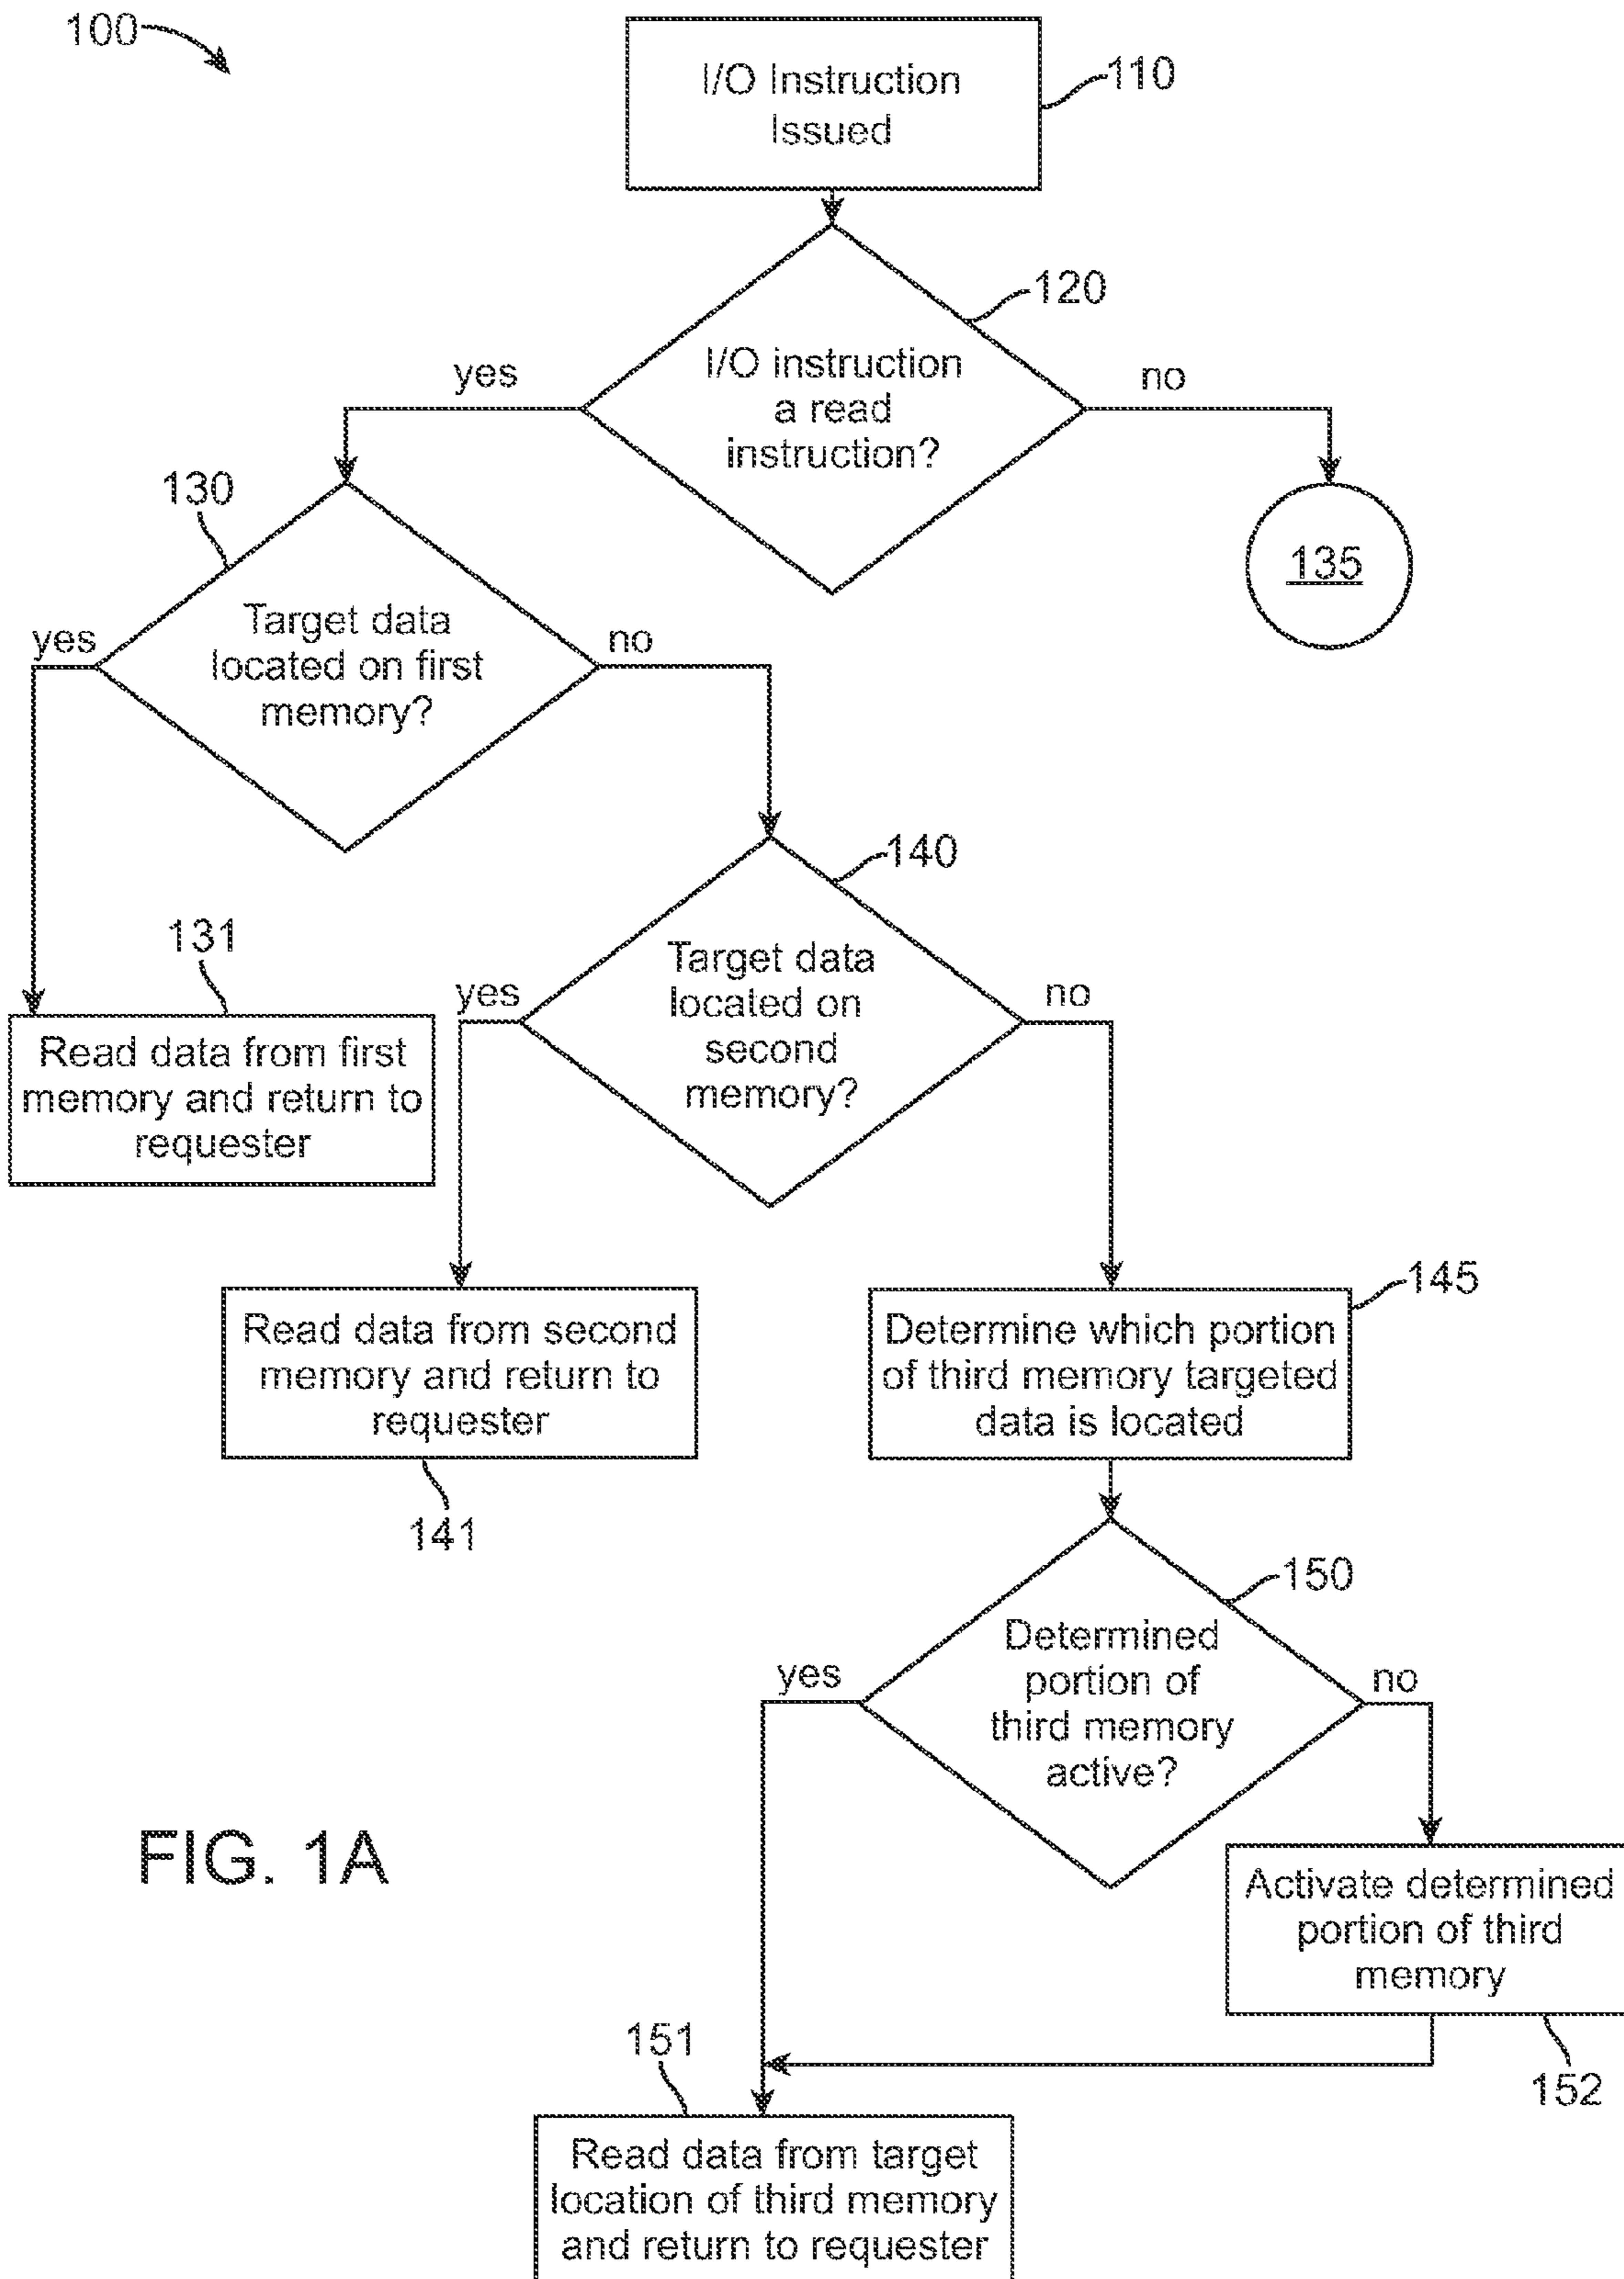 100
I/O Instruction
Issued
110
120
I/O instruction
a read
instruction?
yes
no
135
130
Target data
located on first
memory?
yes
no
131
Read data from first
memory and return to
requester
140
Target data
located on
second
memory?
yes
no
Read data from second
memory and return to
requester
141
145
Determine which portion
of third memory targeted
data is located
150
Determined
portion of
third memory
active?
yes
no
FIG. 1A
Activate determined
portion of third
memory
152
151
Read data from target
location of third memory
and return to requester